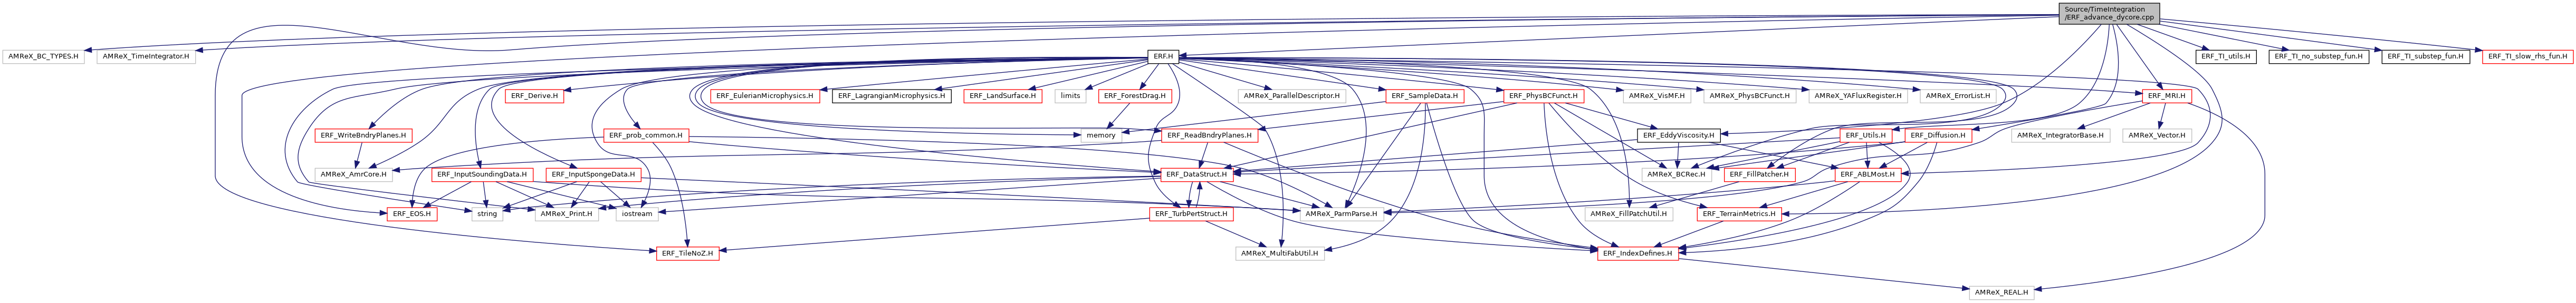 Source/TimeIntegration
/ERF_advance_dycore.cpp
AMReX_BC_TYPES.H
AMReX_TimeIntegrator.H
ERF.H
ERF_TI_utils.H
ERF_TI_no_substep_fun.H
ERF_TI_substep_fun.H
ERF_TI_slow_rhs_fun.H
ERF_Derive.H
ERF_EulerianMicrophysics.H
ERF_LagrangianMicrophysics.H
ERF_LandSurface.H
limits
ERF_ForestDrag.H
AMReX_ParallelDescriptor.H
ERF_SampleData.H
ERF_PhysBCFunct.H
AMReX_VisMF.H
AMReX_PhysBCFunct.H
AMReX_YAFluxRegister.H
AMReX_ErrorList.H
ERF_MRI.H
ERF_WriteBndryPlanes.H
ERF_prob_common.H
memory
ERF_ReadBndryPlanes.H
ERF_EddyViscosity.H
ERF_Utils.H
ERF_Diffusion.H
AMReX_IntegratorBase.H
AMReX_Vector.H
AMReX_AmrCore.H
ERF_InputSoundingData.H
ERF_InputSpongeData.H
ERF_DataStruct.H
AMReX_BCRec.H
ERF_FillPatcher.H
ERF_ABLMost.H
ERF_EOS.H
string
AMReX_Print.H
iostream
ERF_TurbPertStruct.H
AMReX_ParmParse.H
AMReX_FillPatchUtil.H
ERF_TerrainMetrics.H
ERF_TileNoZ.H
AMReX_MultiFabUtil.H
ERF_IndexDefines.H
AMReX_REAL.H